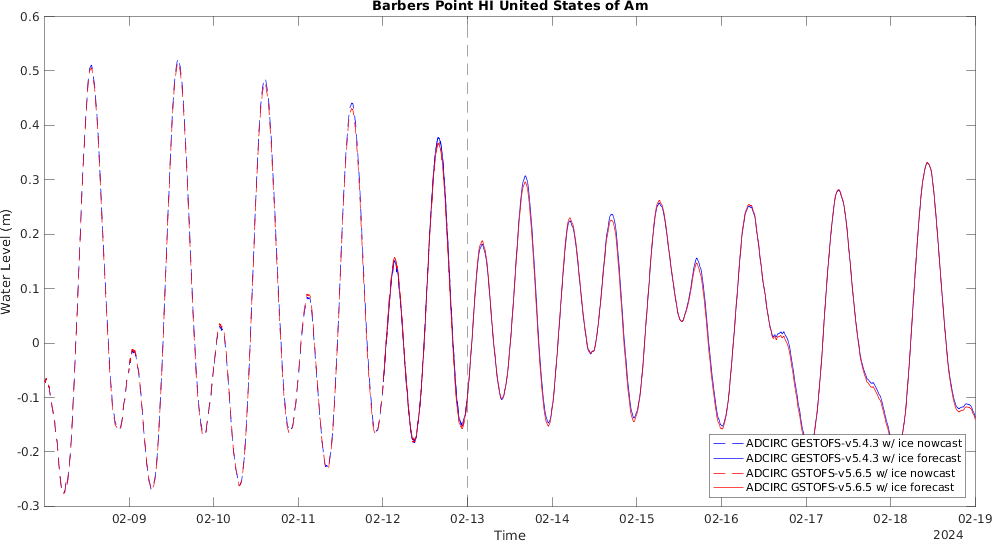 Barbers Point HI United States of Am
0.6
0.5
0.4
0.3
0.2
0.1
0
-0.1
-0.2
-0.3
Water Level (m)
ADCIRC GESTOFS-v5.4.3 w/ ice nowcast
ADCIRC GESTOFS-v5.4.3 w/ ice forecast
ADCIRC GSTOFS-v5.6.5 w/ ice nowcast
ADCIRC GSTOFS-v5.6.5 w/ ice forecast
02-09 02-10 02-11 02-12 02-13 02-14 02-15 02-16 02-17 02-18 02-19
Time
2024